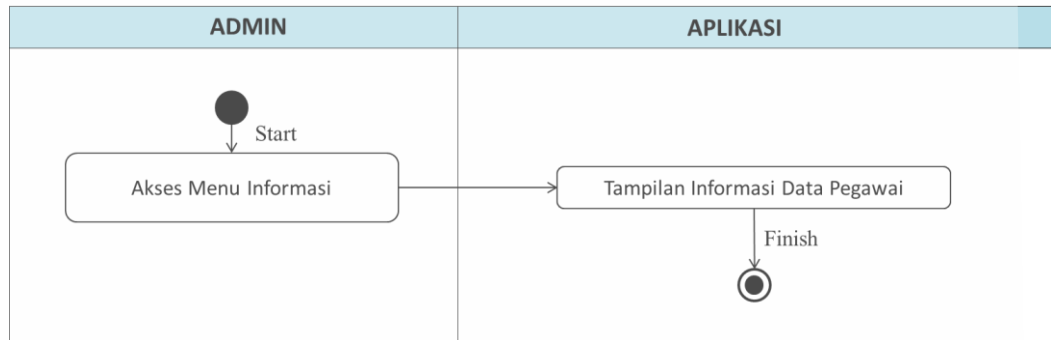 ADMIN
APLIKASI
Start
Akses Menu Informasi
Tampilan Informasi Data Pegawai
Finish